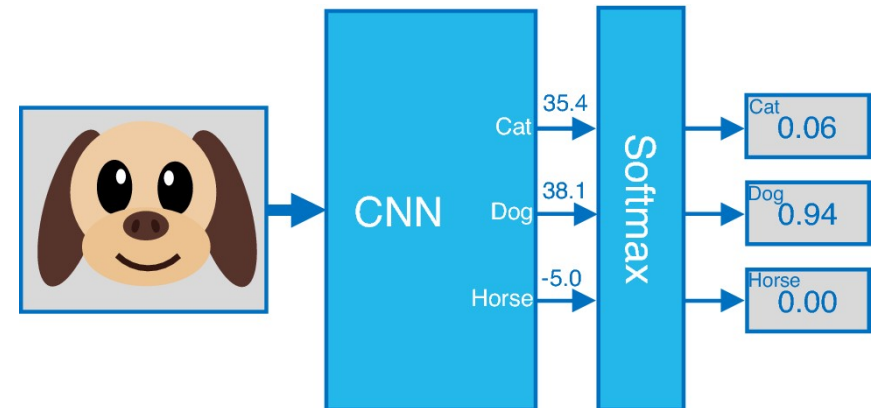 CNN
Cat
35.4
Dog
38.1
Horse
-5.0
Softmax
Cat
0.06
Dog
0.94
Horse
0.00